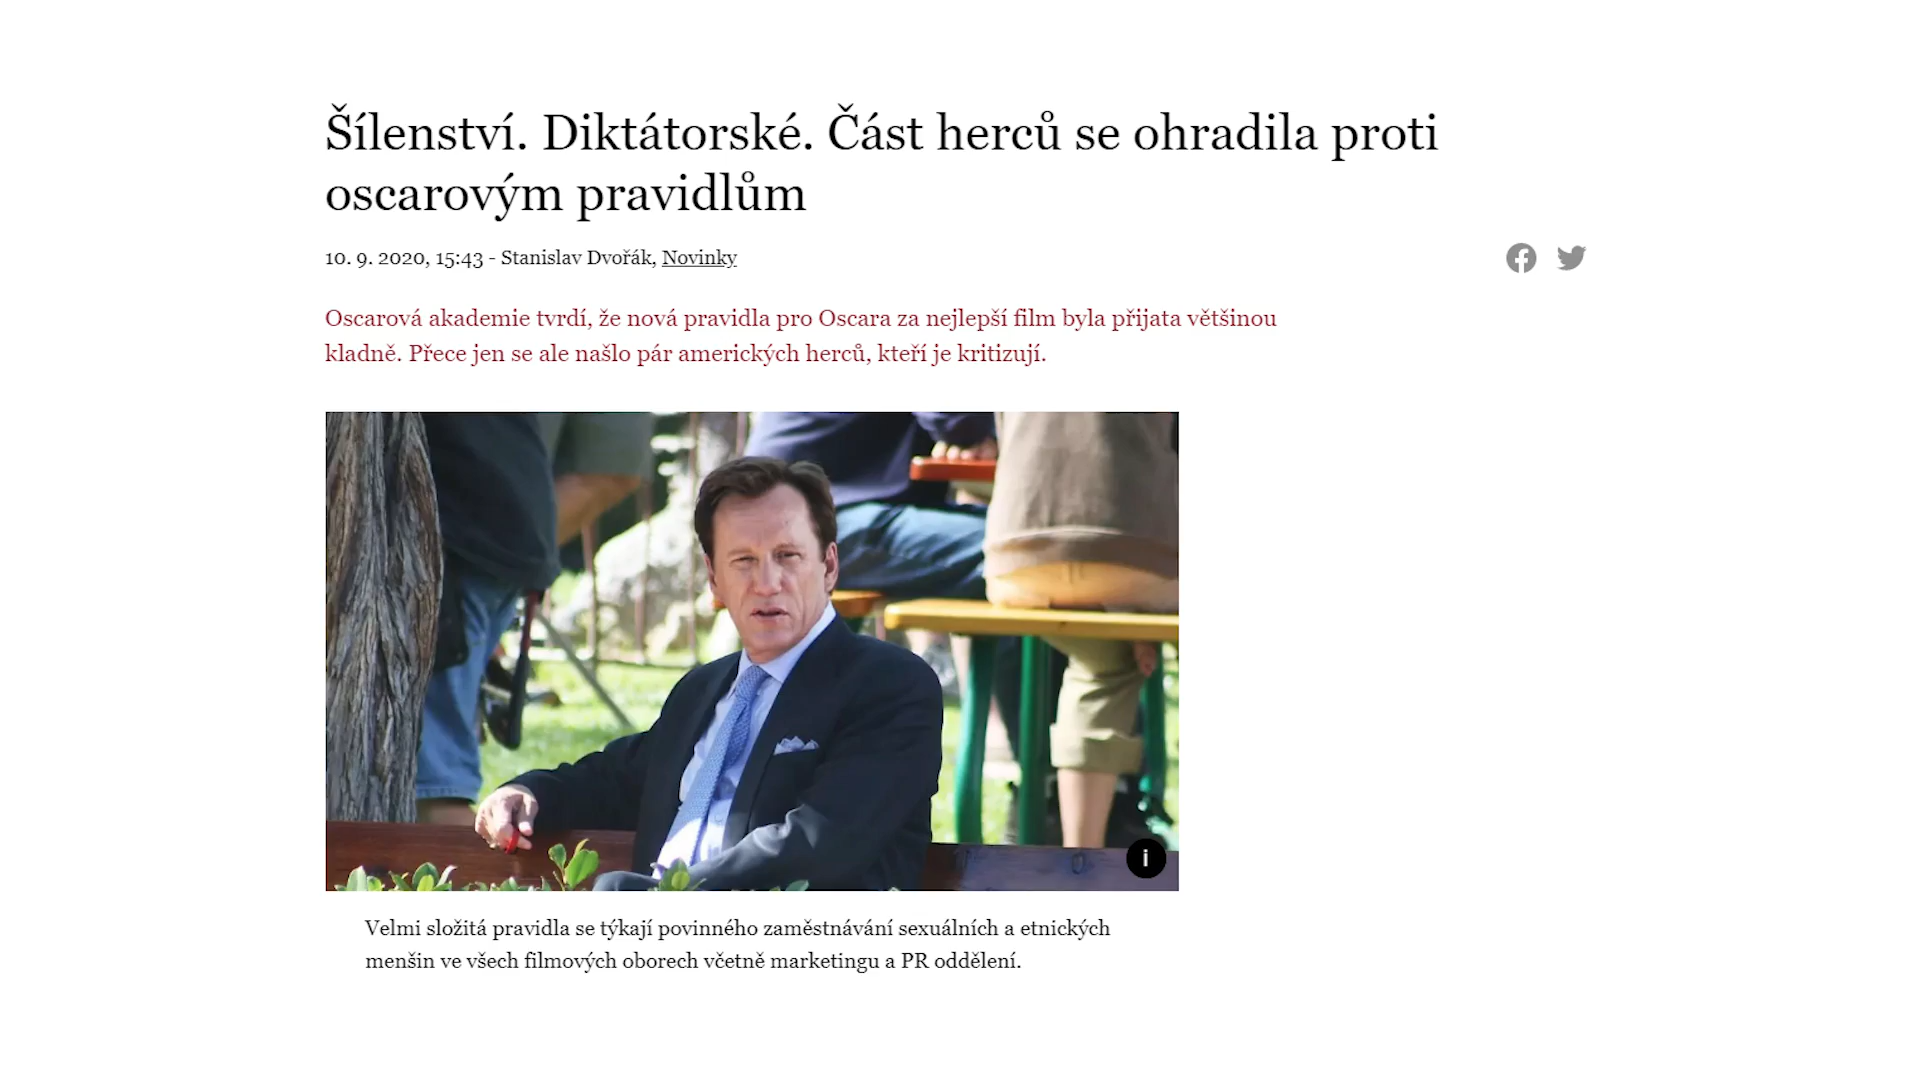 Šílenství. Diktátorské. Část herců se ohradila proti
oscarovým pravidlům
10. 9. 2020, 15:43 - Stanislav Dvořák, Novinky
Oscarová akademie tvrdí, že nová pravidla pro Oscara za nejlepší film byla přijata většinou
kladně. Přece jen se ale našlo pár amerických herců, kteří je kritizují.
i
Velmi složitá pravidla se týkají povinného zaměstnávání sexuálních a etnických
menšin ve všech filmových oborech včetně marketingu a PR oddělení.